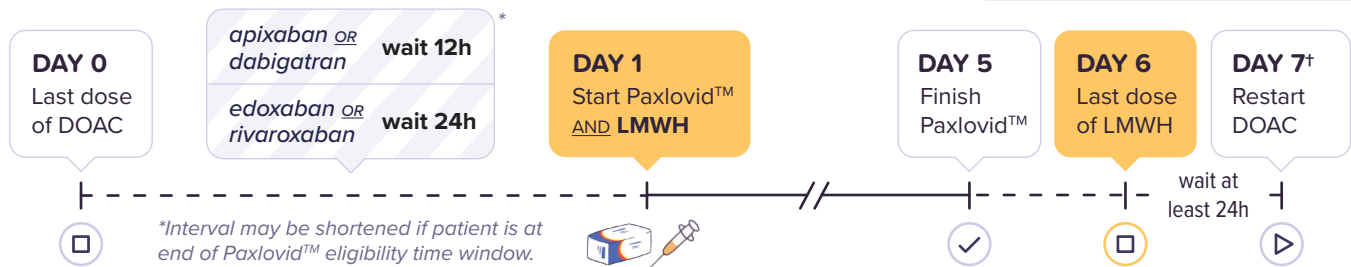 DAY 0
Last dose
of DOAC
apixaban OR
dabigatran
wait 12h
*
edoxaban OR
rivaroxaban
wait 24h
DAY 1
Start Paxlovid™
AND LMWH
DAY 5
Finish
Paxlovid™
DAY 6
Last dose
of LMWH
DAY 7†
Restart
DOAC
wait at
least 24h
*Interval may be shortened if patient is at
end of Paxlovid™ eligibility time window.